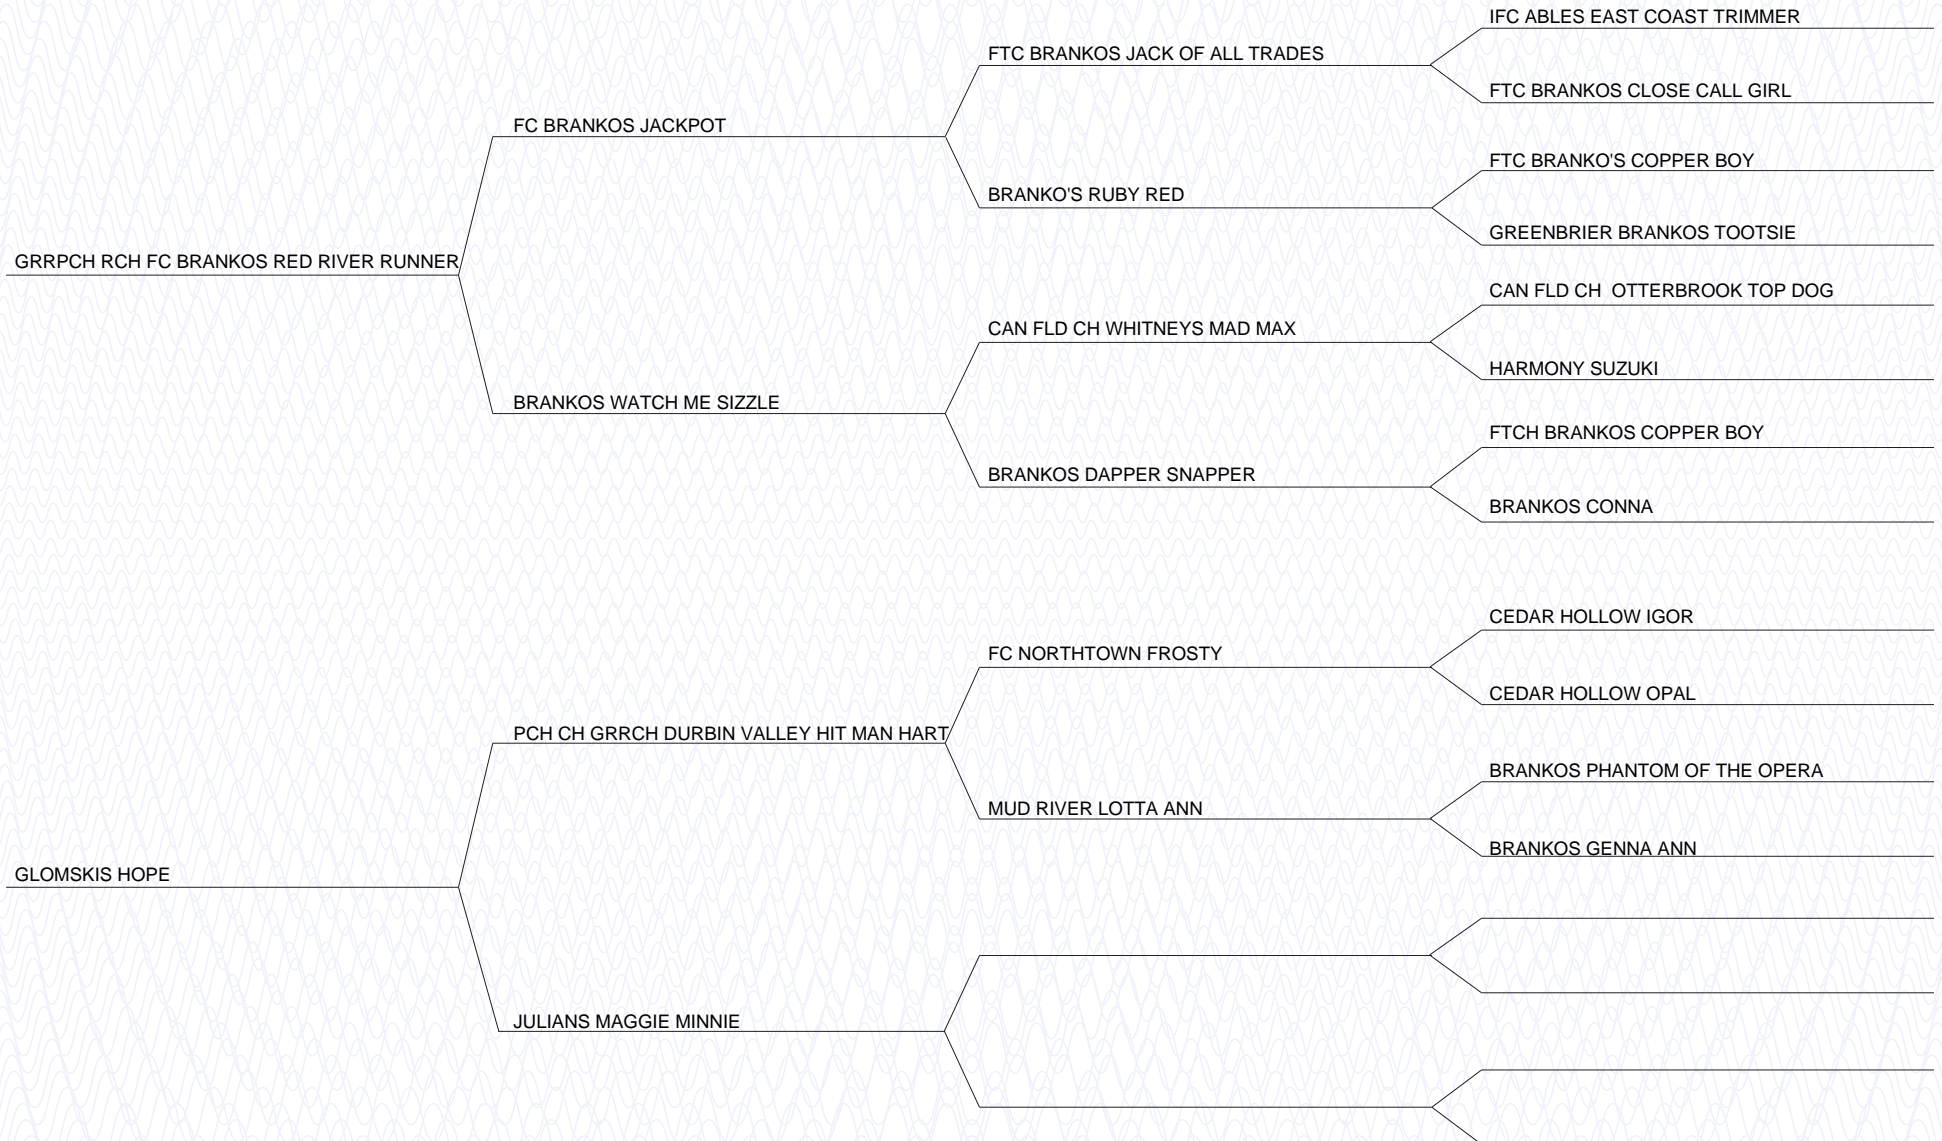 IFC ABLES EAST COAST TRIMMER
FTC BRANKOS JACK OF ALL TRADES
FTC BRANKOS CLOSE CALL GIRL
FC BRANKOS JACKPOT
FTC BRANKO'S COPPER BOY
BRANKO'S RUBY RED
GREENBRIER BRANKOS TOOTSIE
GRRPCH RCH FC BRANKOS RED RIVER RUNNER
CAN FLD CH  OTTERBROOK TOP DOG
CAN FLD CH WHITNEYS MAD MAX
HARMONY SUZUKI
BRANKOS WATCH ME SIZZLE
FTCH BRANKOS COPPER BOY
BRANKOS DAPPER SNAPPER
BRANKOS CONNA
CEDAR HOLLOW IGOR
FC NORTHTOWN FROSTY
CEDAR HOLLOW OPAL
PCH CH GRRCH DURBIN VALLEY HIT MAN HART
BRANKOS PHANTOM OF THE OPERA
MUD RIVER LOTTA ANN
BRANKOS GENNA ANN
GLOMSKIS HOPE
JULIANS MAGGIE MINNIE